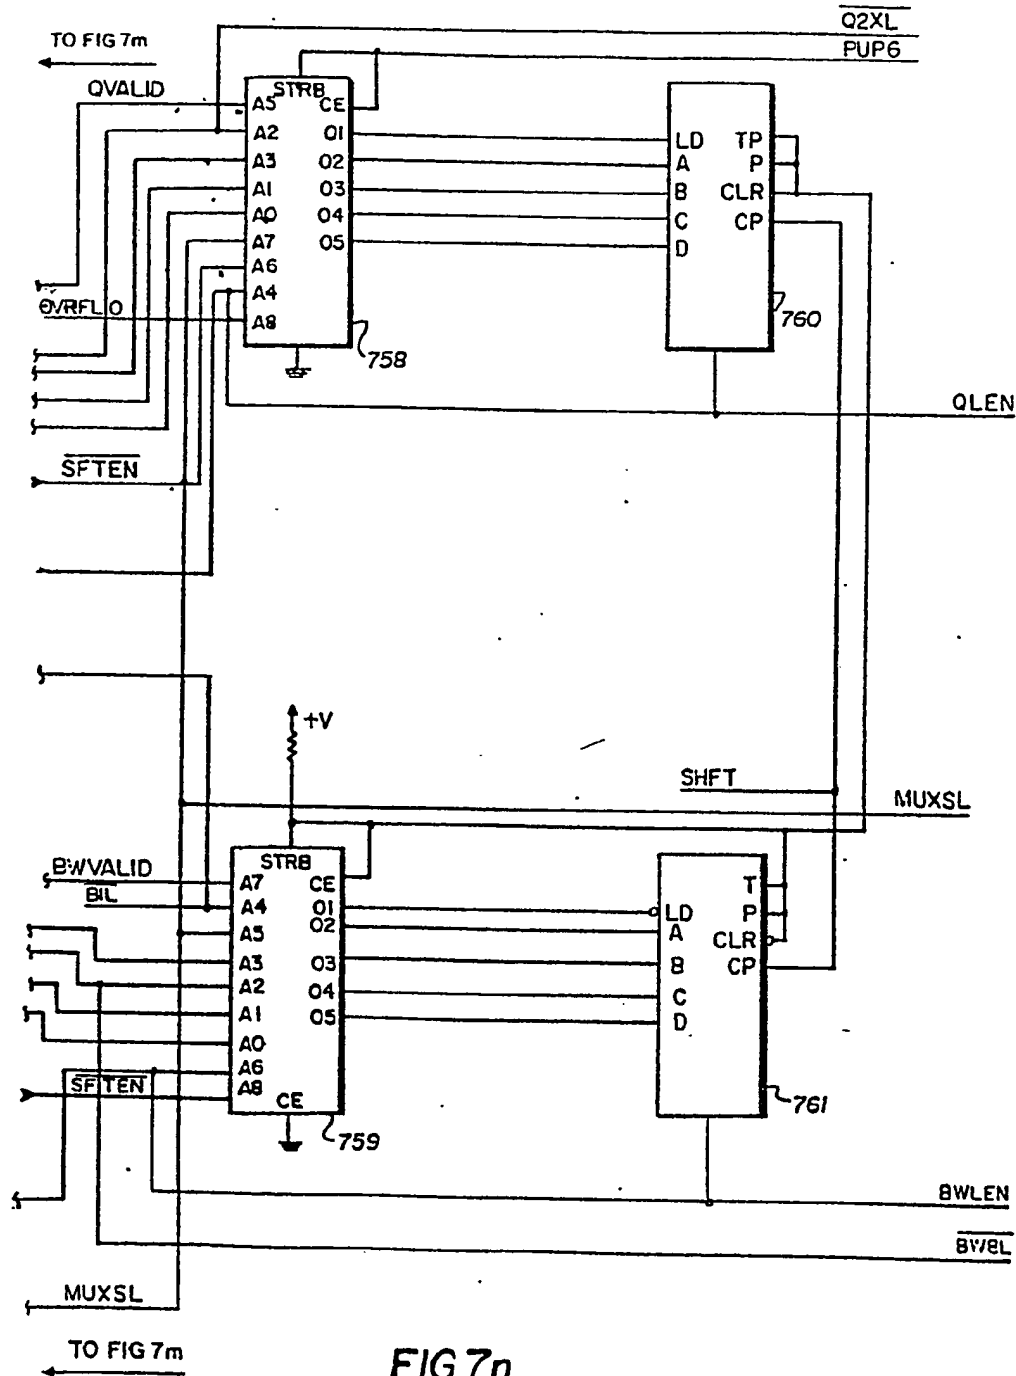 Q2XL
TO FIG 7m
PUP6
QVALID
STRB
A5 CE
A2 O1 LD TP
A3 O2 A P
A1 O3 B CLR
A0 O4 C CP
A7 O5 D
A6
A4
OVRFLO A8
760
758
QLEN
SFTEN
+V
SHFT
MUXSL
STRB
BWVALID A7 CE T
BIL A4 O1 LD P
A5 O2 A CLR
A3 O3 B CP
A2 O4 C
A1 O5 D
A0
A6
SFTEN A8
CE
761
759
BWLEN
BW8L
MUXSL
TO FIG 7m
FIG 7n